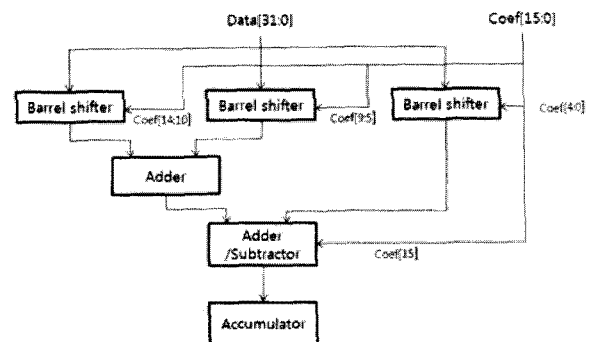 Data[31:0]
Coef[15:0]
Barrel shifter
Coef[14:10]
Barrel shifter
Coef[9:5]
Barrel shifter
Coef[4:0]
Adder
Adder
/Subtractor
Coef[15]
Accumulator